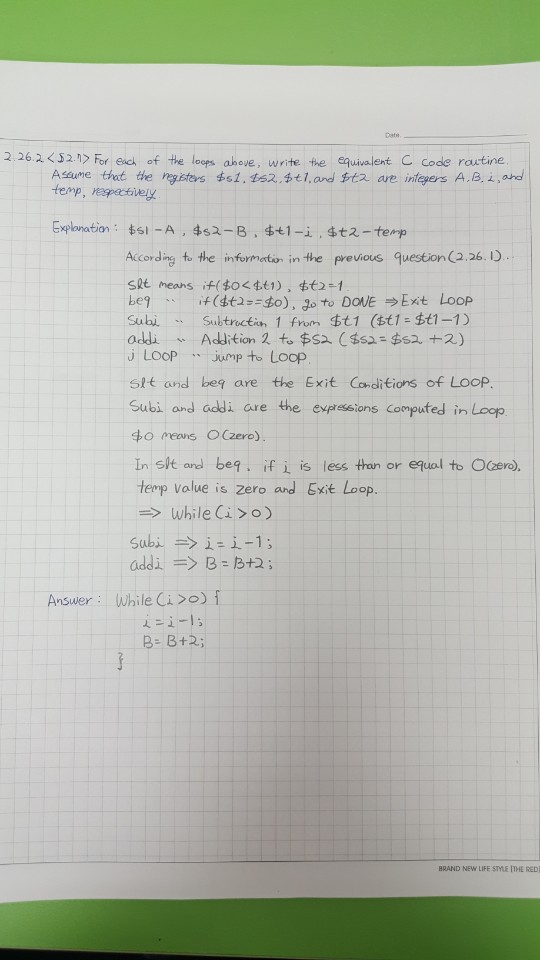 Date.
2.26.2 <§2.7> For each of the loops above, write the equivalent C code routine.
Assume that the registers $s1, $s2, $t1, and $t2 are integers A, B, i, and
temp, respectively.
Explanation : $s1 - A , $s2 - B , $t1 - i , $t2 - temp
According to the information in the previous question (2.26.1)..
slt means if($0<$t1) , $t2=1
beq " if($t2==$0), go to DONE ⇒ Exit LOOP
Subi " Subtraction 1 from $t1 ($t1 = $t1 - 1)
addi " Addition 2 to $s2 ($s2 = $s2 + 2)
j LOOP " jump to LOOP
slt and beq are the Exit Conditions of LOOP.
Subi and addi are the expressions computed in Loop.
$0 means 0(zero).
In slt and beq, if i is less than or equal to 0(zero),
temp value is zero and Exit Loop.
⇒ While (i > 0)
Subi ⇒ i = i - 1 ;
addi ⇒ B = B+2 ;
Answer : While (i>0) {
i = i-1;
B = B+2;
}
BRAND NEW LIFE STYLE [THE RED]